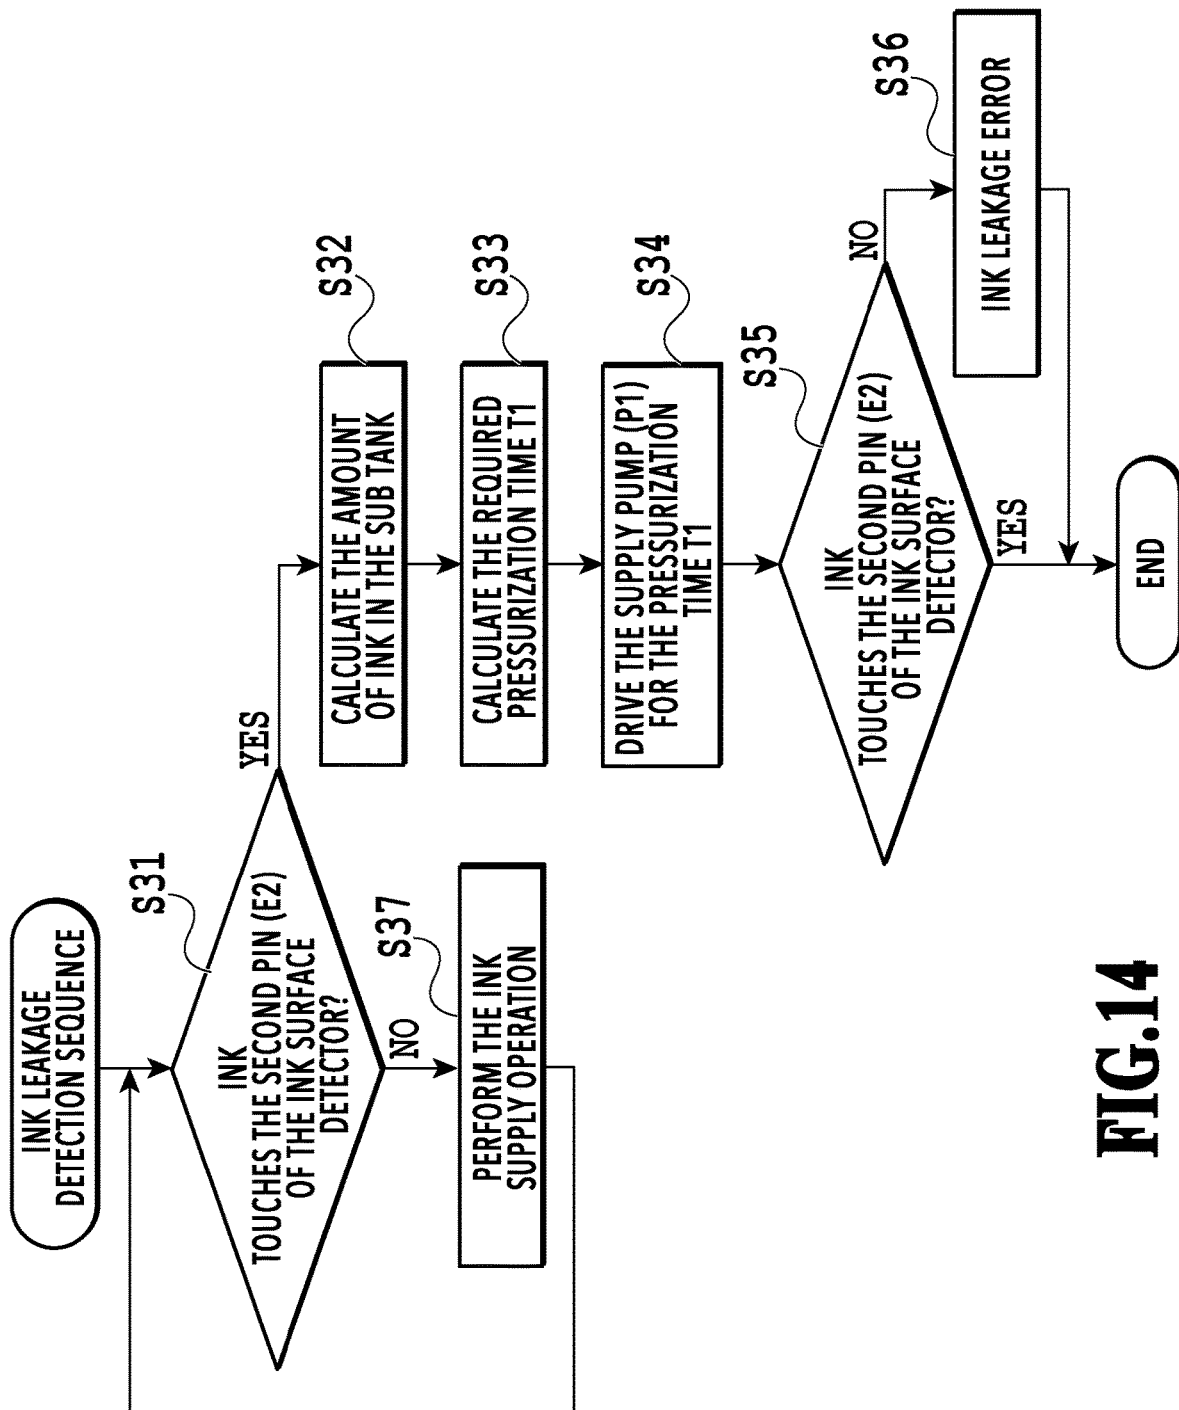 INK LEAKAGE
DETECTION SEQUENCE
S31
INK
TOUCHES THE SECOND PIN (E2)
OF THE INK SURFACE
DETECTOR?
YES
NO
S37
PERFORM THE INK
SUPPLY OPERATION
S32
CALCULATE THE AMOUNT
OF INK IN THE SUB TANK
S33
CALCULATE THE REQUIRED
PRESSURIZATION TIME T1
S34
DRIVE THE SUPPLY PUMP (P1)
FOR THE PRESSURIZATION
TIME T1
S35
INK
TOUCHES THE SECOND PIN (E2)
OF THE INK SURFACE
DETECTOR?
NO
YES
S36
INK LEAKAGE ERROR
END
FIG.14